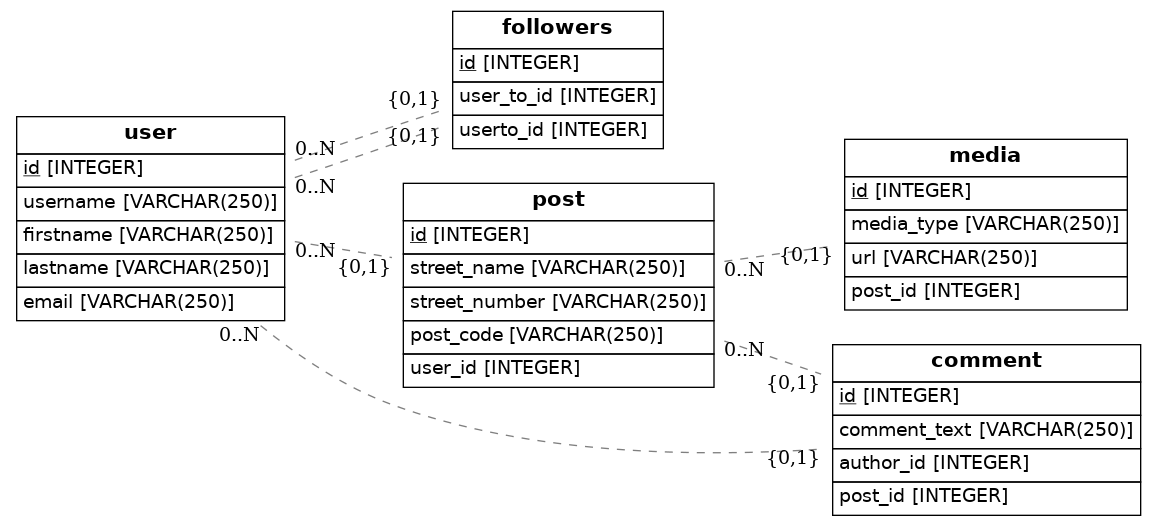 followers
id [INTEGER]
user_to_id [INTEGER]
userto_id [INTEGER]
{0,1}
{0,1}
user
id [INTEGER]
username [VARCHAR(250)]
firstname [VARCHAR(250)]
lastname [VARCHAR(250)]
email [VARCHAR(250)]
0..N
0..N
0..N
0..N
post
id [INTEGER]
street_name [VARCHAR(250)]
street_number [VARCHAR(250)]
post_code [VARCHAR(250)]
user_id [INTEGER]
{0,1}
0..N
0..N
media
id [INTEGER]
media_type [VARCHAR(250)]
url [VARCHAR(250)]
post_id [INTEGER]
{0,1}
comment
id [INTEGER]
comment_text [VARCHAR(250)]
author_id [INTEGER]
post_id [INTEGER]
{0,1}
{0,1}